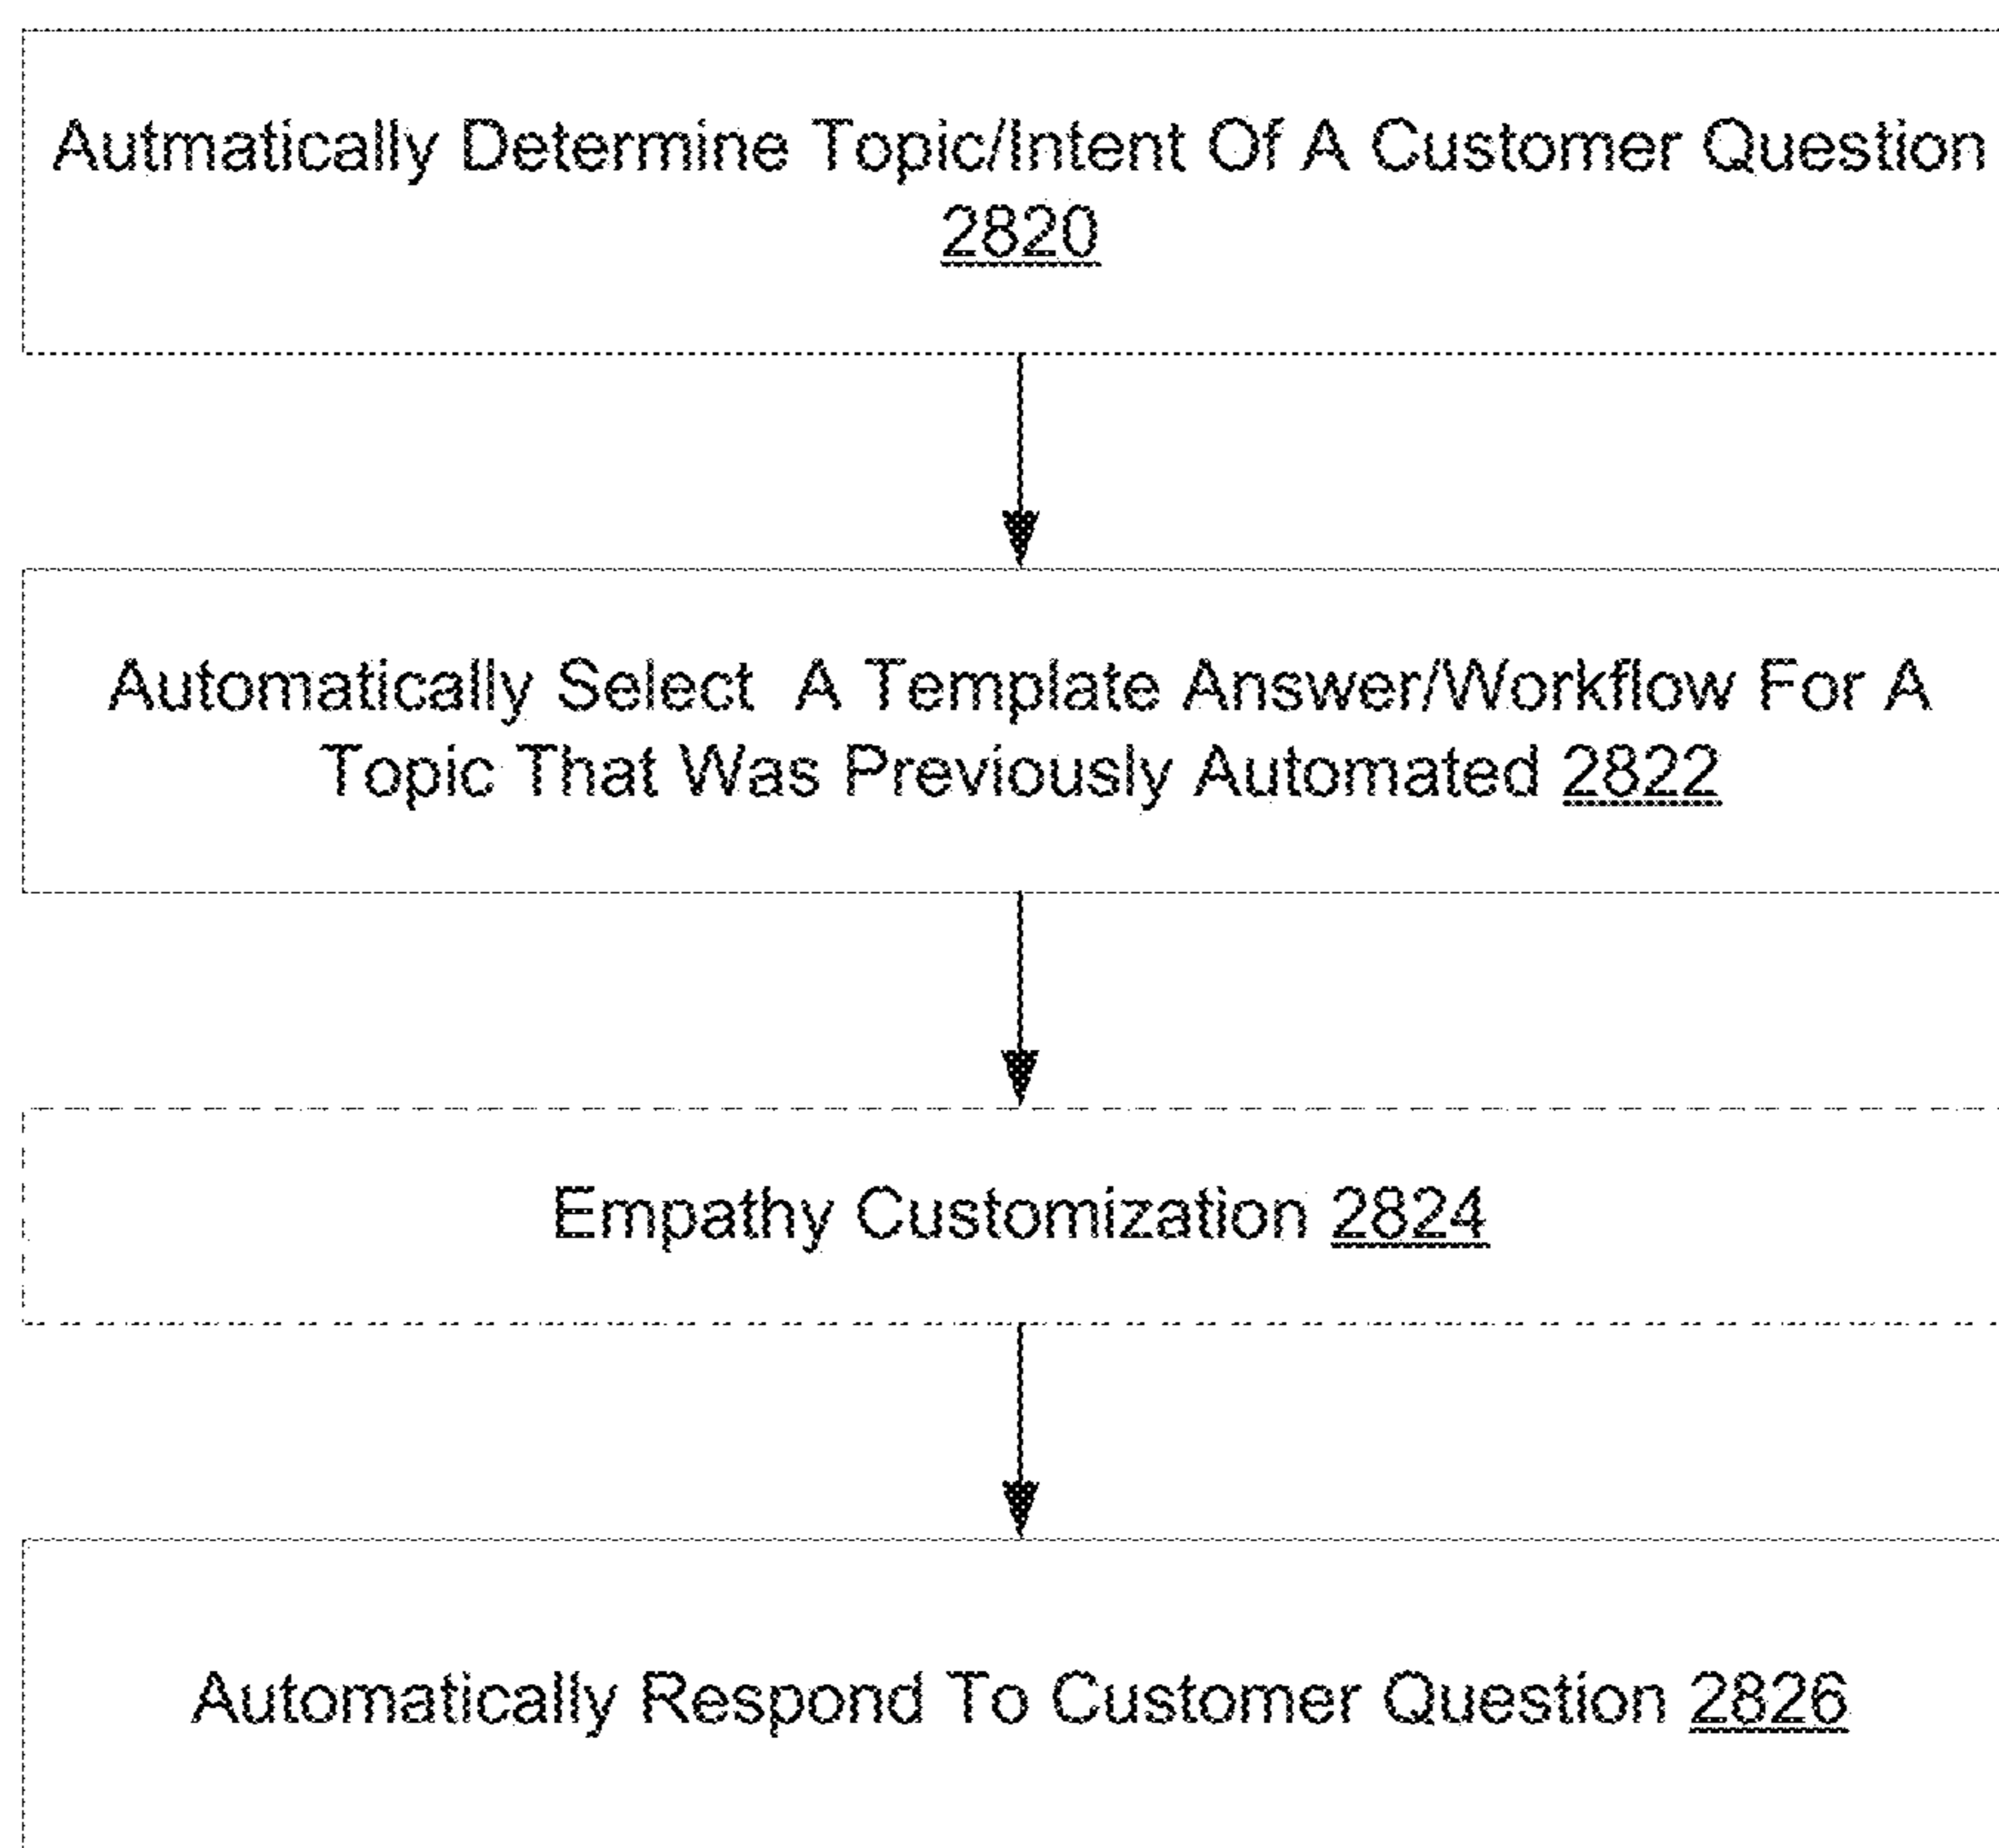 Autmatically Determine Topic/Intent Of A Customer Question
2820
Automatically Select A Template Answer/Workflow For A
Topic That Was Previously Automated 2822
Empathy Customization 2824
Automatically Respond To Customer Question 2826